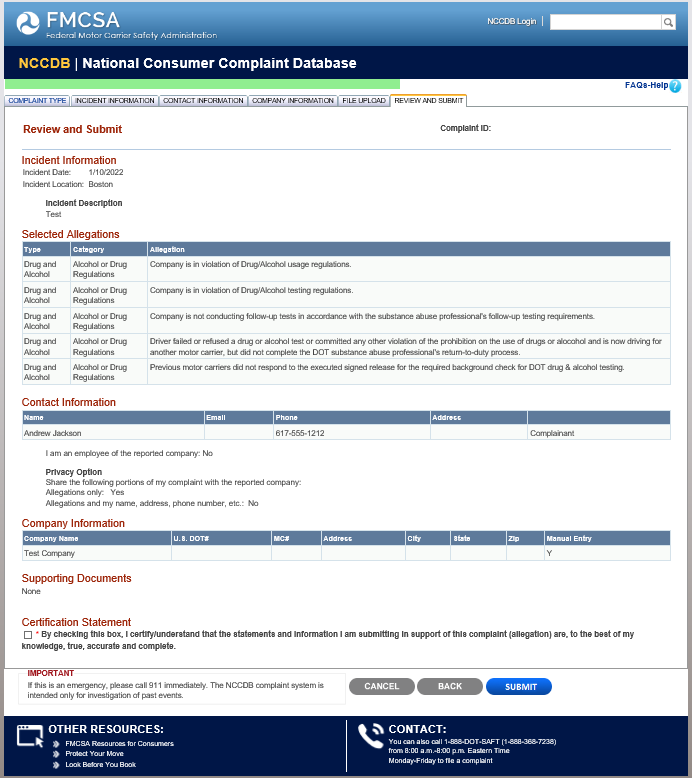 FMCSA
Federal Motor Carrier Safety Administration
NCCDB Login |
NCCDB | National Consumer Complaint Database
FAQs-Help ?
COMPLAINT TYPE INCIDENT INFORMATION CONTACT INFORMATION COMPANY INFORMATION FILE UPLOAD REVIEW AND SUBMIT
Review and Submit Complaint ID:
Incident Information
Incident Date: 1/10/2022
Incident Location: Boston
Incident Description
Test
Selected Allegations
Type Category Allegation
Drug and Alcohol or Drug Company is in violation of Drug/Alcohol usage regulations.
Alcohol Regulations
Drug and Alcohol or Drug Company is in violation of Drug/Alcohol testing regulations.
Alcohol Regulations
Drug and Alcohol or Drug Company is not conducting follow-up tests in accordance with the substance abuse professional's follow-up testing requirements.
Alcohol Regulations
Drug and Alcohol or Drug Driver failed or refused a drug or alcohol test or committed any other violation of the prohibition on the use of drugs or alocohol and is now driving for
Alcohol Regulations another motor carrier, but did not complete the DOT substance abuse professional's return-to-duty process.
Drug and Alcohol or Drug Previous motor carriers did not respond to the executed signed release for the required background check for DOT drug & alcohol testing.
Alcohol Regulations
Contact Information
Name Email Phone Address
Andrew Jackson 617-555-1212 Complainant
I am an employee of the reported company: No
Privacy Option
Share the following portions of my complaint with the reported company:
Allegations only: Yes
Allegations and my name, address, phone number, etc.: No
Company Information
Company Name U.S. DOT# MC# Address City State Zip Manual Entry
Test Company Y
Supporting Documents
None
Certification Statement
* By checking this box, I certify/understand that the statements and information I am submitting in support of this complaint (allegation) are, to the best of my
knowledge, true, accurate and complete.
IMPORTANT
If this is an emergency, please call 911 immediately. The NCCDB complaint system is
intended only for investigation of past events.
CANCEL BACK SUBMIT
OTHER RESOURCES:
FMCSA Resources for Consumers
Protect Your Move
Look Before You Book
CONTACT:
You can also call 1-888-DOT-SAFT (1-888-368-7238)
from 8:00 a.m.-8:00 p.m. Eastern Time
Monday-Friday to file a complaint